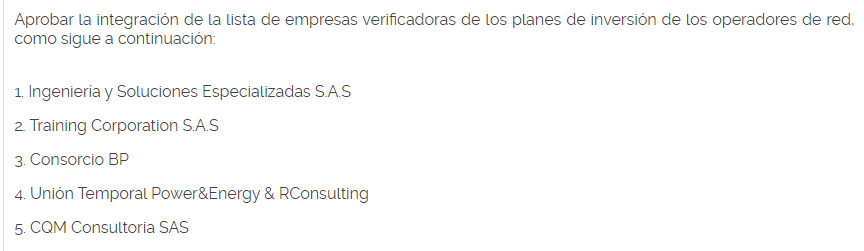 Aprobar la integración de la lista de empresas verificadoras de los planes de inversión de los operadores de red,
como sigue a continuación:
1. Ingeniería y Soluciones Especializadas S.A.S
2. Training Corporation S.A.S
3. Consorcio BP
4. Unión Temporal Power&Energy & RConsulting
5. CQM Consultoria SAS